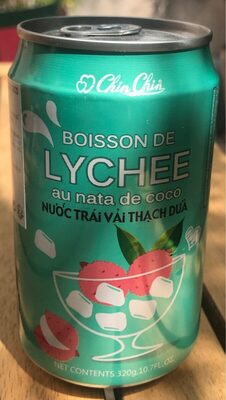 Chin Chin
BOISSON DE
LYCHEE
au nata de coco
NƯỚC TRÁI VẢI THẠCH DỪA
NET CONTENTS 320g.10.7FL.OZ.